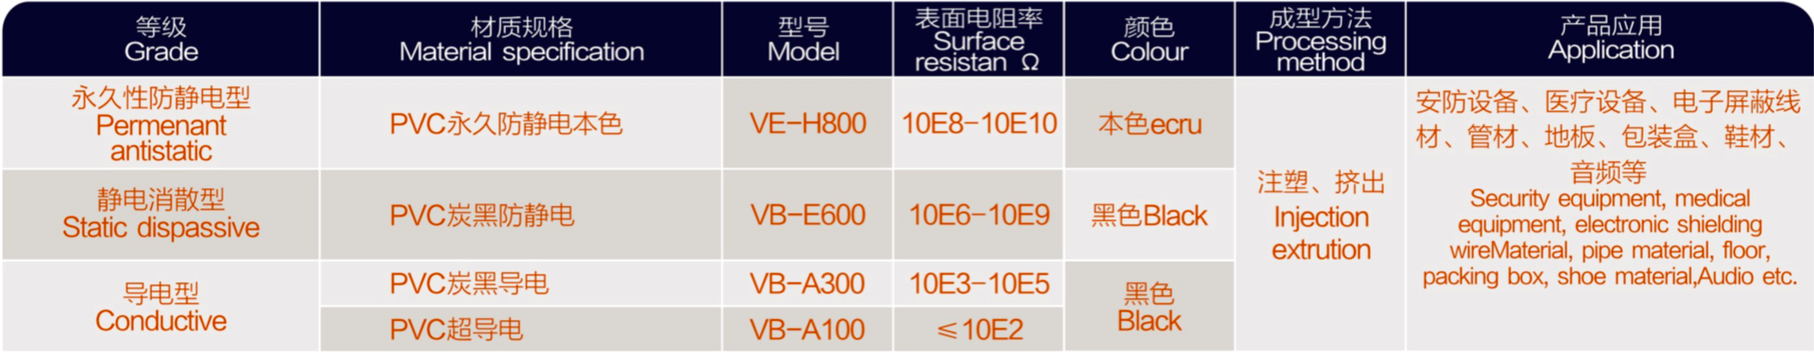 等级
Grade
材质规格
Material specification
型号
Model
表面电阻率
Surface
resistan Ω
颜色
Colour
成型方法
Processing
method
产品应用
Application
永久性防静电型
Permenant
antistatic
PVC永久防静电本色
VE-H800
10E8-10E10
本色ecru
静电消散型
Static dispassive
PVC炭黑防静电
VB-E600
10E6-10E9
黑色Black
导电型
Conductive
PVC炭黑导电
VB-A300
10E3-10E5
PVC超导电
VB-A100
≤10E2
黑色
Black
注塑、挤出
Injection
extrution
安防设备、医疗设备、电子屏蔽线
材、管材、地板、包装盒、鞋材、
音频等
Security equipment, medical
equipment, electronic shielding
wireMaterial, pipe material, floor,
packing box, shoe material,Audio etc.